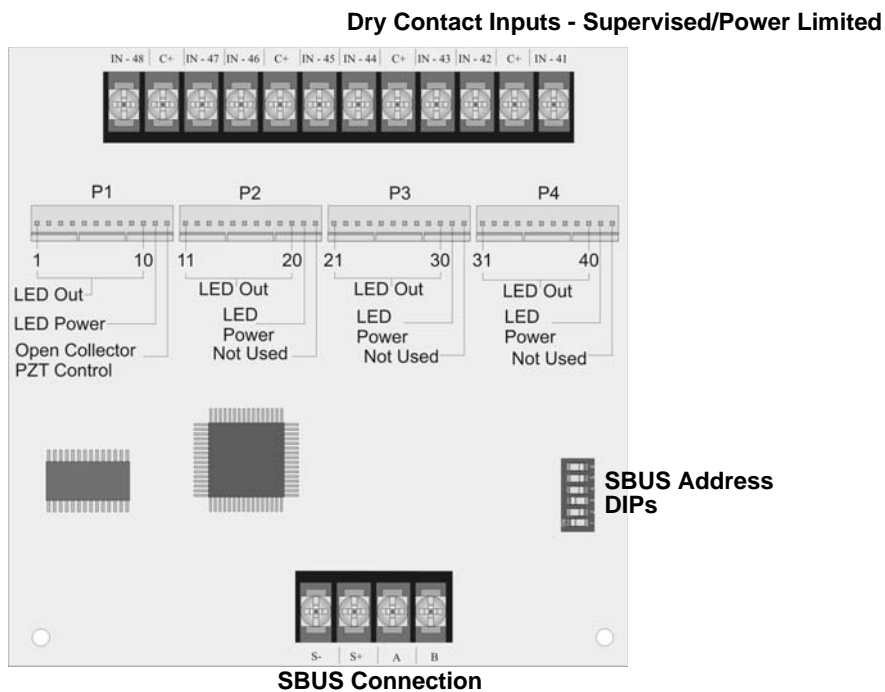 Dry Contact Inputs - Supervised/Power Limited
IN - 48 C+ IN - 47 IN - 46 C+ IN - 45 IN - 44 C+ IN - 43 IN - 42 C+ IN - 41
P1 P2 P3 P4
1 10 11 20 21 30 31 40
LED Out
LED Power
Open Collector
PZT Control
LED Out
LED
Power
Not Used
LED Out
LED
Power
Not Used
LED Out
LED
Power
Not Used
SBUS Address
DIPs
S- S+ A B
SBUS Connection